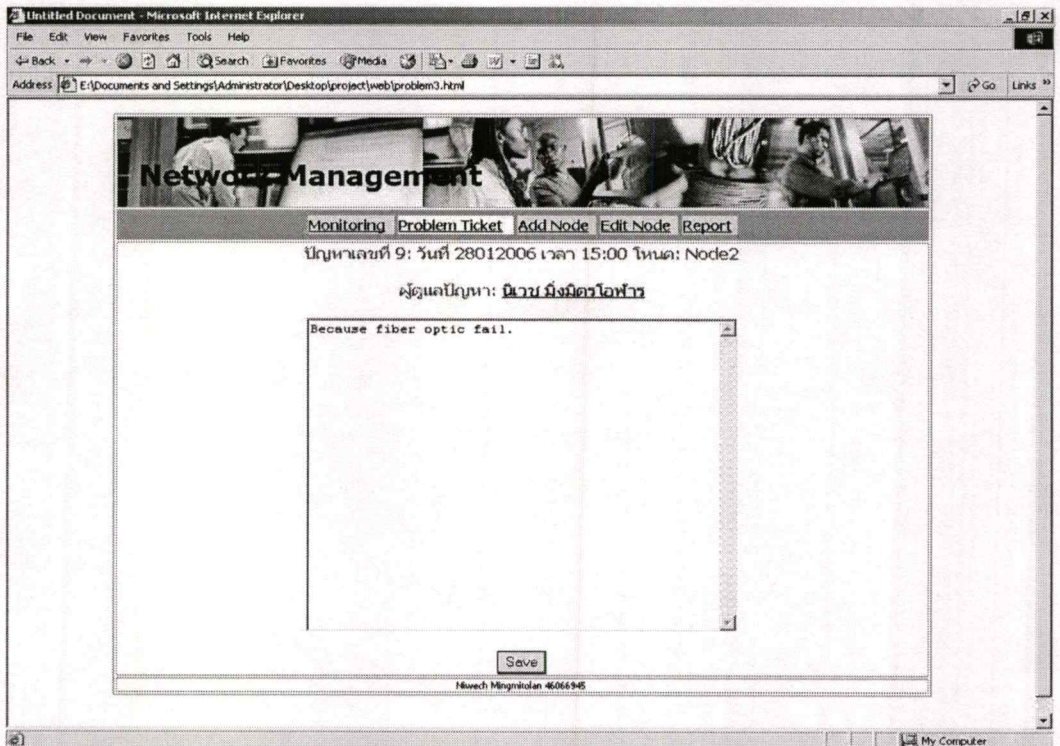 Untitled Document - Microsoft Internet Explorer
File Edit View Favorites Tools Help
Back Search Favorites Media
Address E:\Documents and Settings\Administrator\Desktop\project\web\problem3.html Go Links »
Network Management
Monitoring Problem Ticket Add Node Edit Node Report
ปัญหาเลขที่ 9: วันที่ 28012006 เวลา 15:00 โหนด: Node2
ผู้ดูแลปัญหา: นิเวช มิ่งมิตรโอฬาร
Because fiber optic fail.
Save
Niwech Mingmitolan 46066945
My Computer